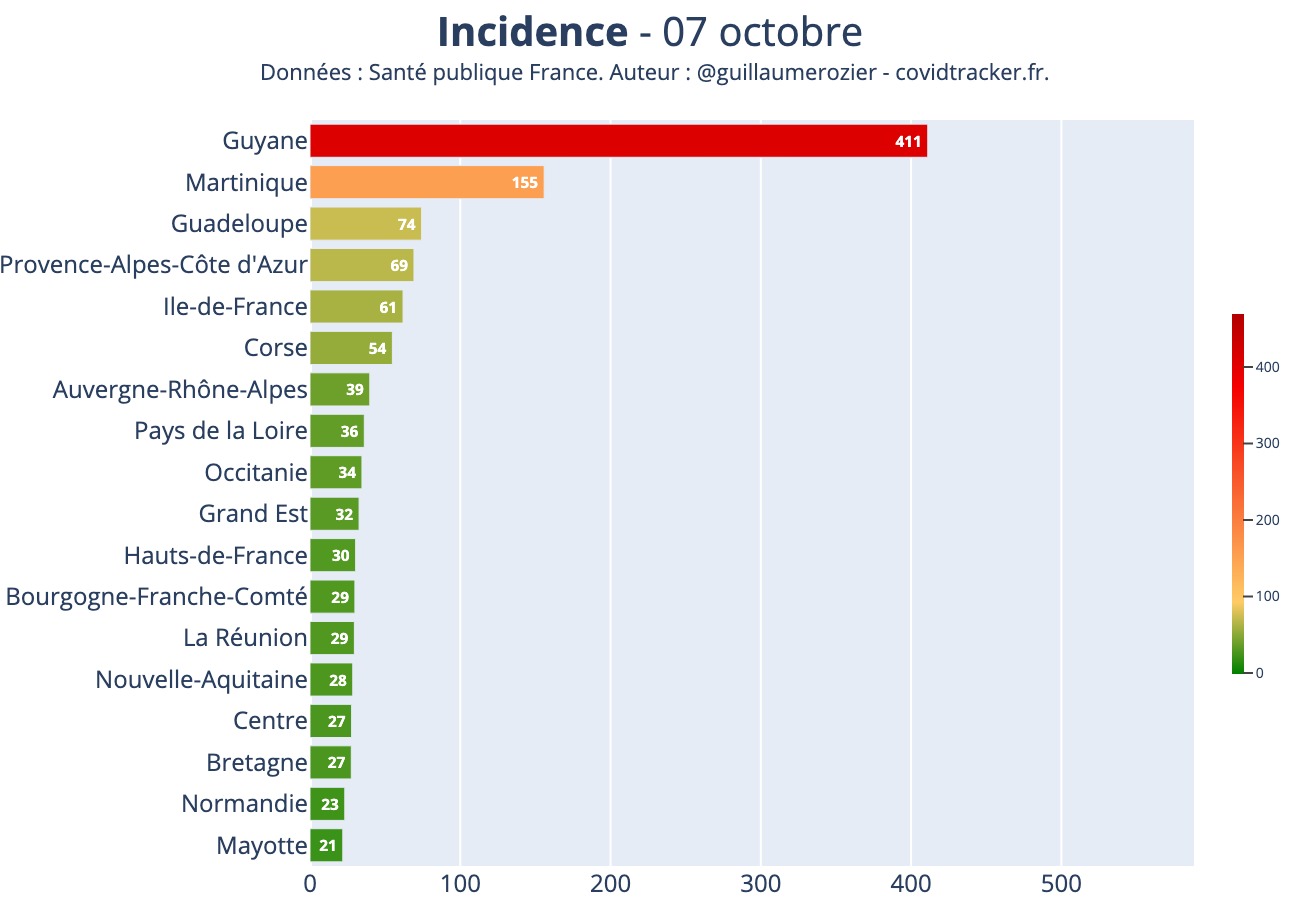 Incidence - 07 octobre
Données : Santé publique France. Auteur : @guillaumerozier - covidtracker.fr.
Guyane 411
Martinique 155
Guadeloupe 74
Provence-Alpes-Côte d'Azur 69
Ile-de-France 61
Corse 54
Auvergne-Rhône-Alpes 39
Pays de la Loire 36
Occitanie 34
Grand Est 32
Hauts-de-France 30
Bourgogne-Franche-Comté 29
La Réunion 29
Nouvelle-Aquitaine 28
Centre 27
Bretagne 27
Normandie 23
Mayotte 21
0 100 200 300 400 500
400
300
200
100
0